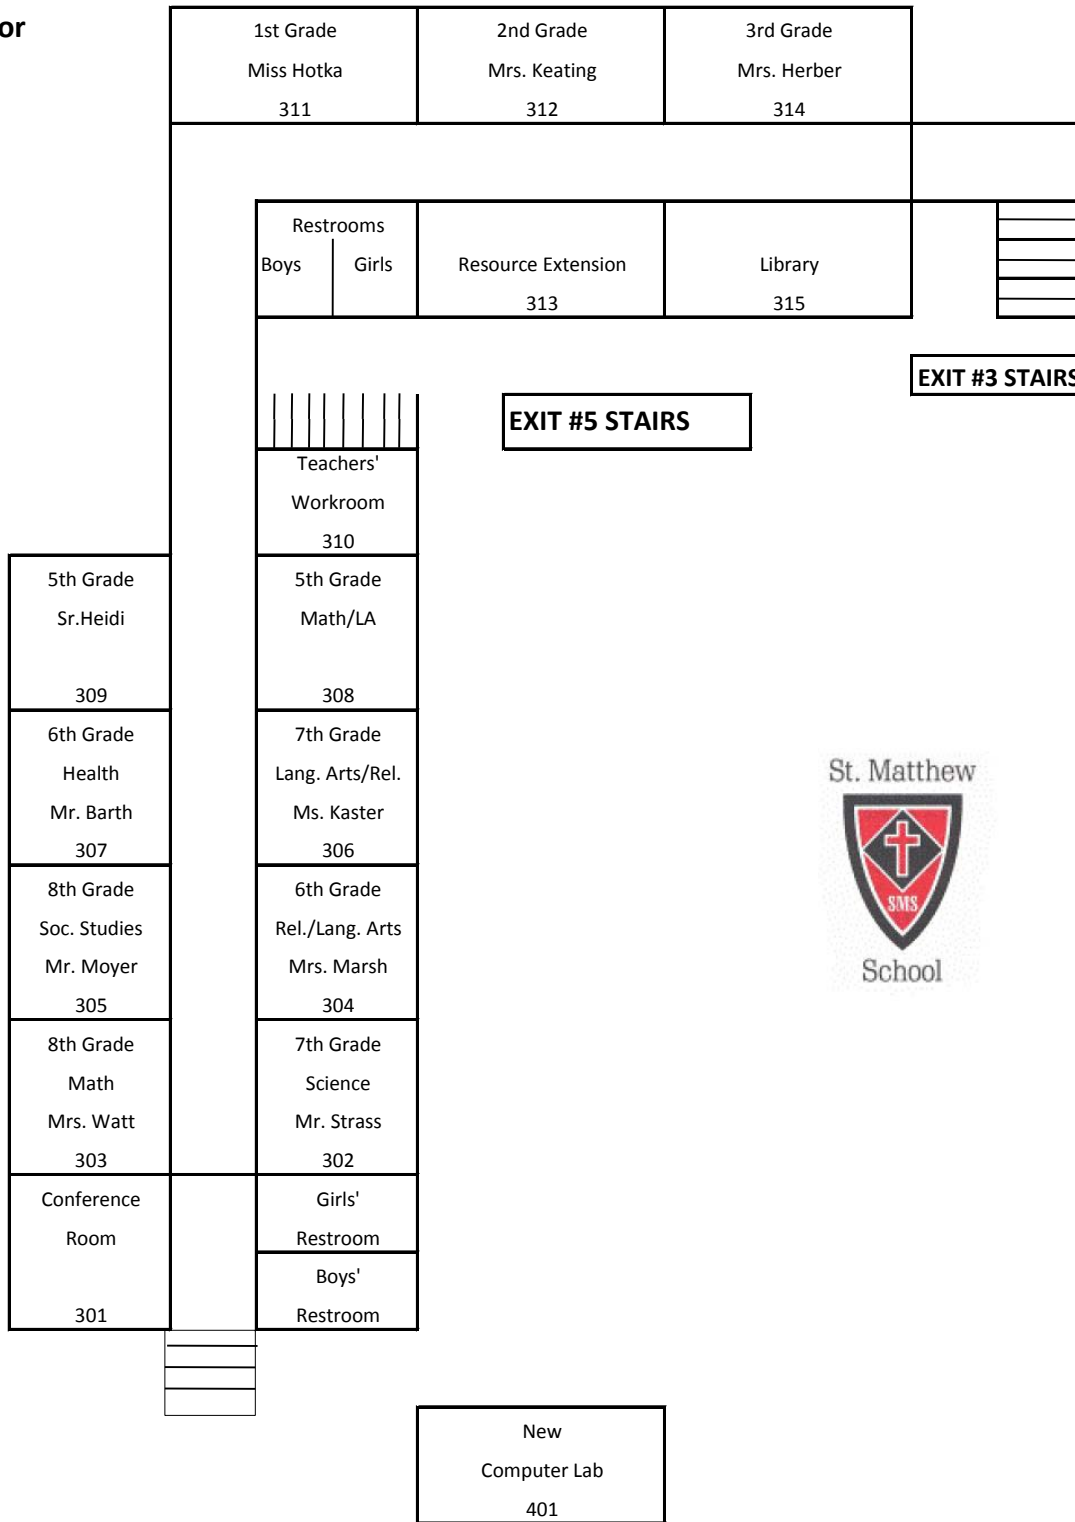 or
1st Grade
Miss Hotka
311
2nd Grade
Mrs. Keating
312
3rd Grade
Mrs. Herber
314
Restrooms
Boys
Girls
Resource Extension
313
Library
315
EXIT #3 STAIRS
EXIT #5 STAIRS
Teachers'
Workroom
310
5th Grade
Sr.Heidi
309
5th Grade
Math/LA
308
6th Grade
Health
Mr. Barth
307
7th Grade
Lang. Arts/Rel.
Ms. Kaster
306
St. Matthew
SMS
School
8th Grade
Soc. Studies
Mr. Moyer
305
6th Grade
Rel./Lang. Arts
Mrs. Marsh
304
8th Grade
Math
Mrs. Watt
303
7th Grade
Science
Mr. Strass
302
Conference
Room
301
Girls'
Restroom
Boys'
Restroom
New
Computer Lab
401